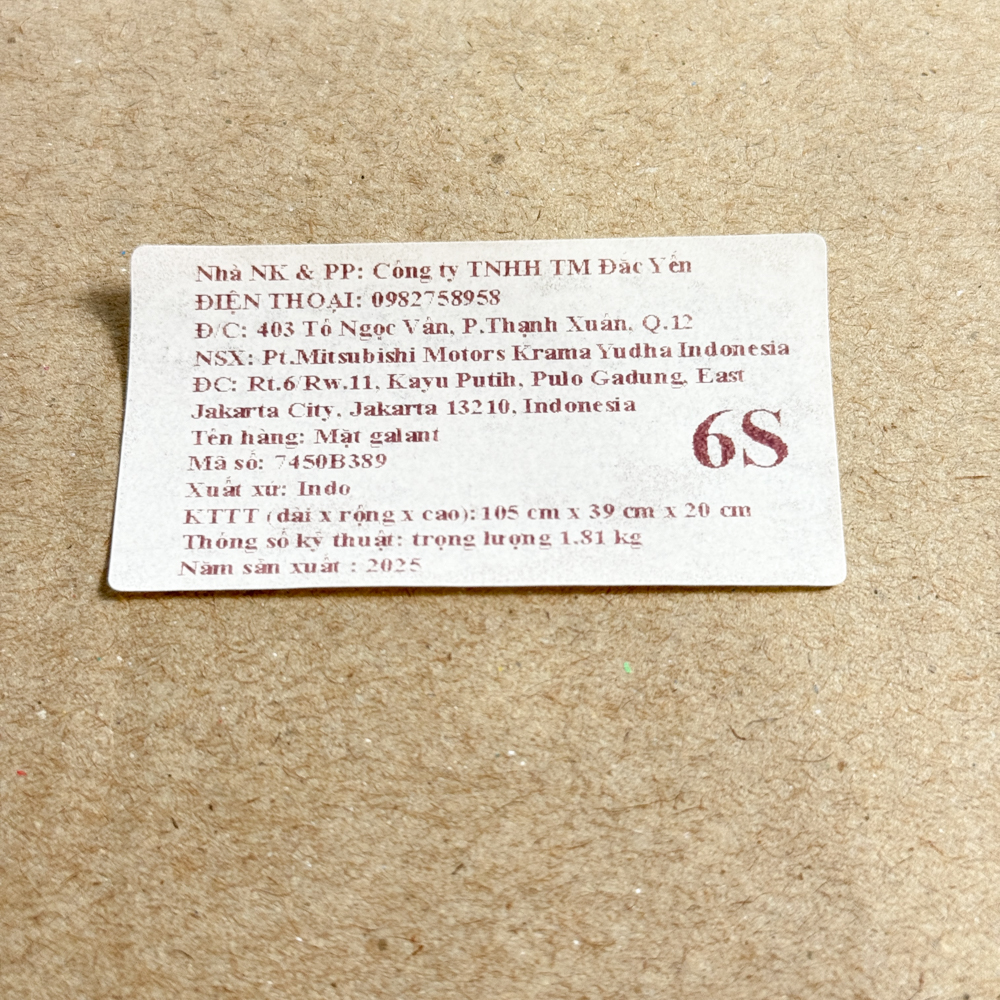 Nhà NK & PP: Công ty TNHH TM Đắc Yến
ĐIỆN THOẠI: 0982758958
Đ/C: 403 Tô Ngọc Vân, P.Thạnh Xuân, Q.12
NSX: Pt.Mitsubishi Motors Krama Yudha Indonesia
ĐC: Rt.6/Rw.11, Kayu Putih, Pulo Gadung, East
Jakarta City, Jakarta 13210, Indonesia
Tên hàng: Mặt galant
Mã số: 7450B389
6S
Xuất xứ: Indo
KTTT (dài x rộng x cao): 105 cm x 39 cm x 20 cm
Thông số kỹ thuật: trọng lượng 1.81 kg
Năm sản xuất : 2025